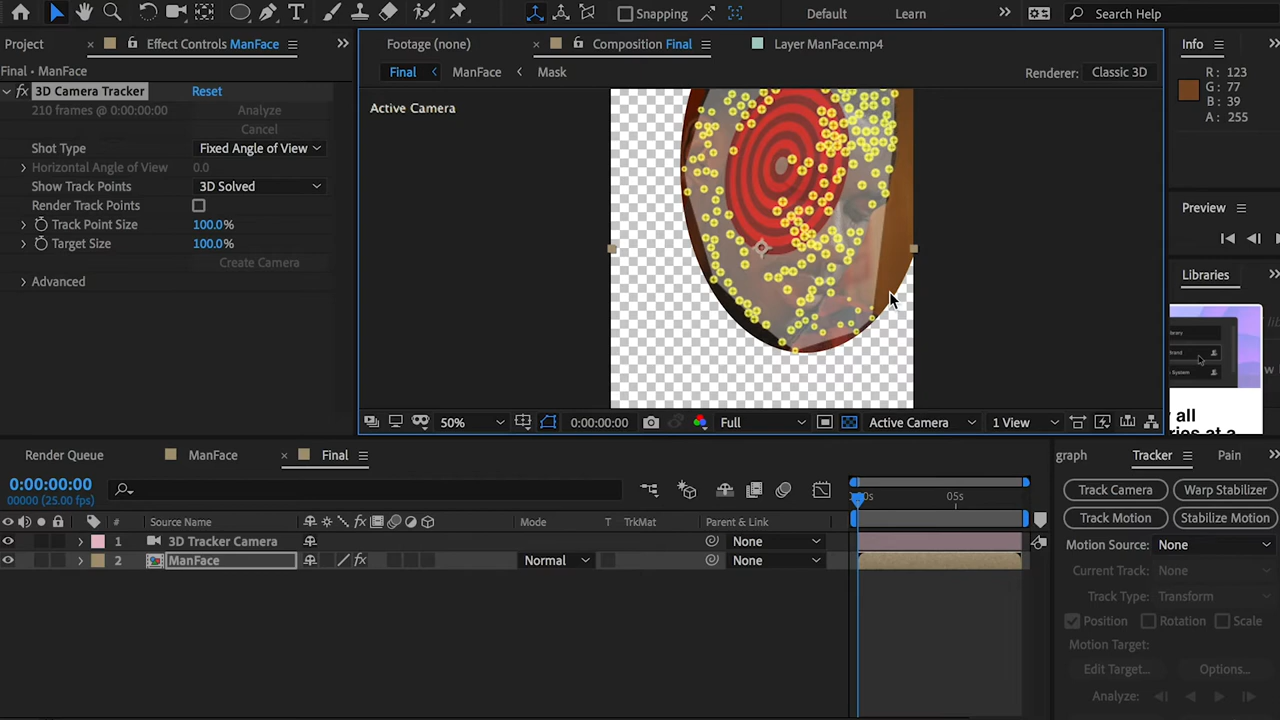 Snapping
Default
Learn
Search Help
Project
Effect Controls ManFace
Footage (none)
Composition Final
Layer ManFace.mp4
Info
Final · ManFace
Final
ManFace
Mask
Renderer:
Classic 3D
R: 123
G: 77
B: 39
A: 255
fx 3D Camera Tracker
Reset
210 frames @ 0:00:00:00
Analyze
Cancel
Active Camera
Shot Type
Fixed Angle of View
Horizontal Angle of View
0.0
Show Track Points
3D Solved
Render Track Points
Track Point Size
100.0%
Target Size
100.0%
Create Camera
Advanced
Preview
Libraries
all
50%
0:00:00:00
Full
Active Camera
1 View
Render Queue
ManFace
Final
graph
Tracker
Pain
0:00:00:00
00000 (25.00 fps)
05s
Track Camera
Warp Stabilizer
Track Motion
Stabilize Motion
#
Source Name
fx
Mode
T
TrkMat
Parent & Link
1
3D Tracker Camera
None
2
ManFace
fx
Normal
None
Motion Source:
None
Current Track:
None
Track Type:
Transform
Position
Rotation
Scale
Motion Target:
Edit Target...
Options...
Analyze: